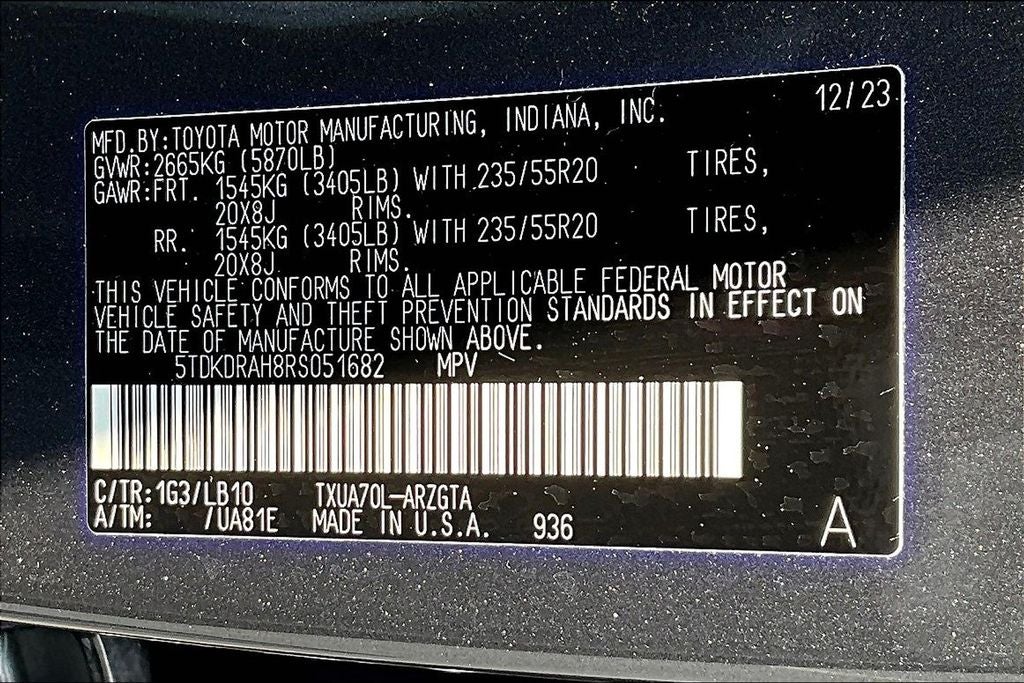 12/23
MFD.BY:TOYOTA MOTOR MANUFACTURING, INDIANA, INC.
GVWR:2665KG (5870LB)
GAWR:FRT. 1545KG (3405LB) WITH 235/55R20 TIRES,
20X8J RIMS.
RR. 1545KG (3405LB) WITH 235/55R20 TIRES,
20X8J RIMS.
THIS VEHICLE CONFORMS TO ALL APPLICABLE FEDERAL MOTOR
VEHICLE SAFETY AND THEFT PREVENTION STANDARDS IN EFFECT ON
THE DATE OF MANUFACTURE SHOWN ABOVE.
5TDKDRAH8RS051682 MPV
C/TR:1G3/LB10 TXUA70L-ARZGTA
A/TM: /UA81E MADE IN U.S.A. 936 A